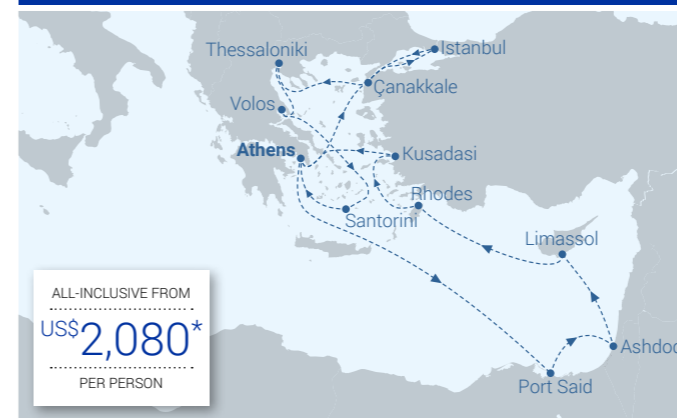 Thessaloniki
Istanbul
Çanakkale
Volos
Athens
Kusadasi
Rhodes
Santorini
Limassol
ALL-INCLUSIVE FROM
US$2,080*
PER PERSON
Ashdod
Port Said